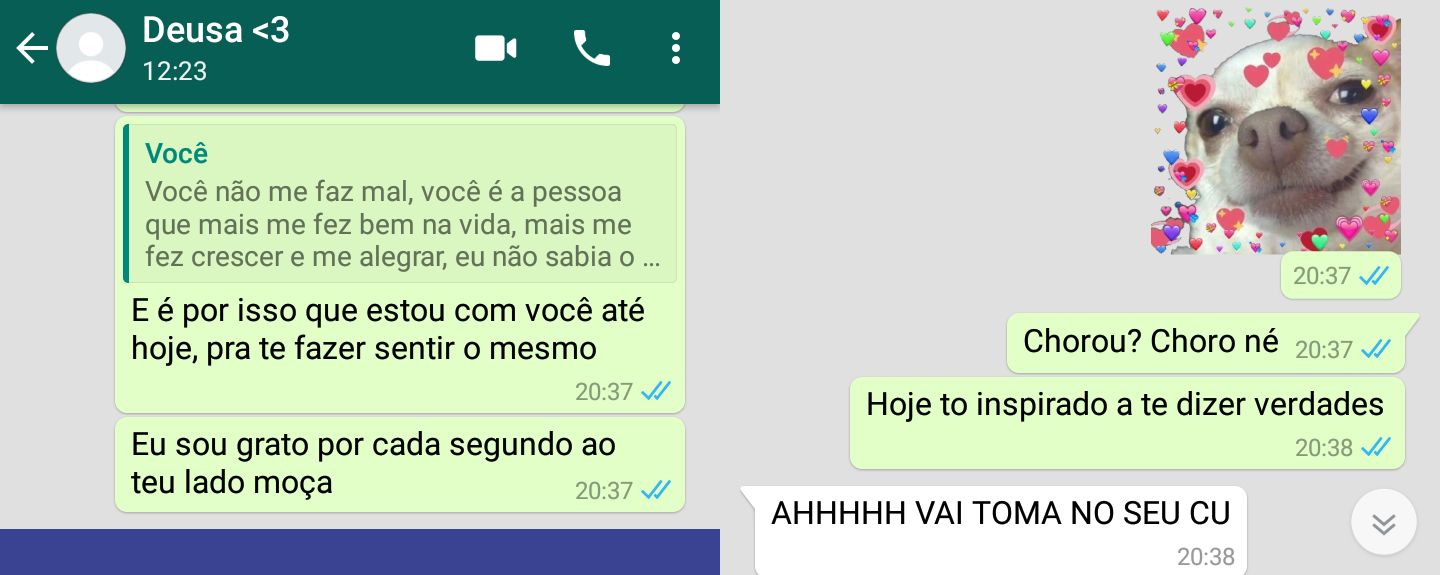 Deusa <3
12:23
Você
Você não me faz mal, você é a pessoa
que mais me fez bem na vida, mais me
fez crescer e me alegrar, eu não sabia o ...
E é por isso que estou com você até
hoje, pra te fazer sentir o mesmo
20:37
Eu sou grato por cada segundo ao
teu lado moça
20:37
20:37
Chorou? Choro né 20:37
Hoje to inspirado a te dizer verdades
20:38
AHHHHH VAI TOMA NO SEU CU
20:38